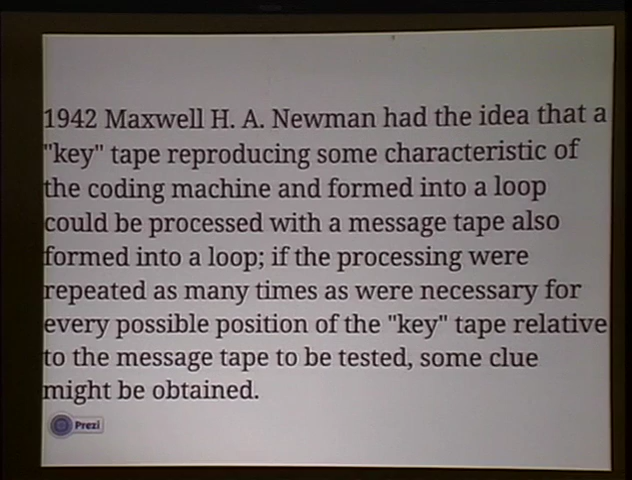 1942 Maxwell H. A. Newman had the idea that a
"key" tape reproducing some characteristic of
the coding machine and formed into a loop
could be processed with a message tape also
formed into a loop; if the processing were
repeated as many times as were necessary for
every possible position of the "key" tape relative
to the message tape to be tested, some clue
might be obtained.
Prezi